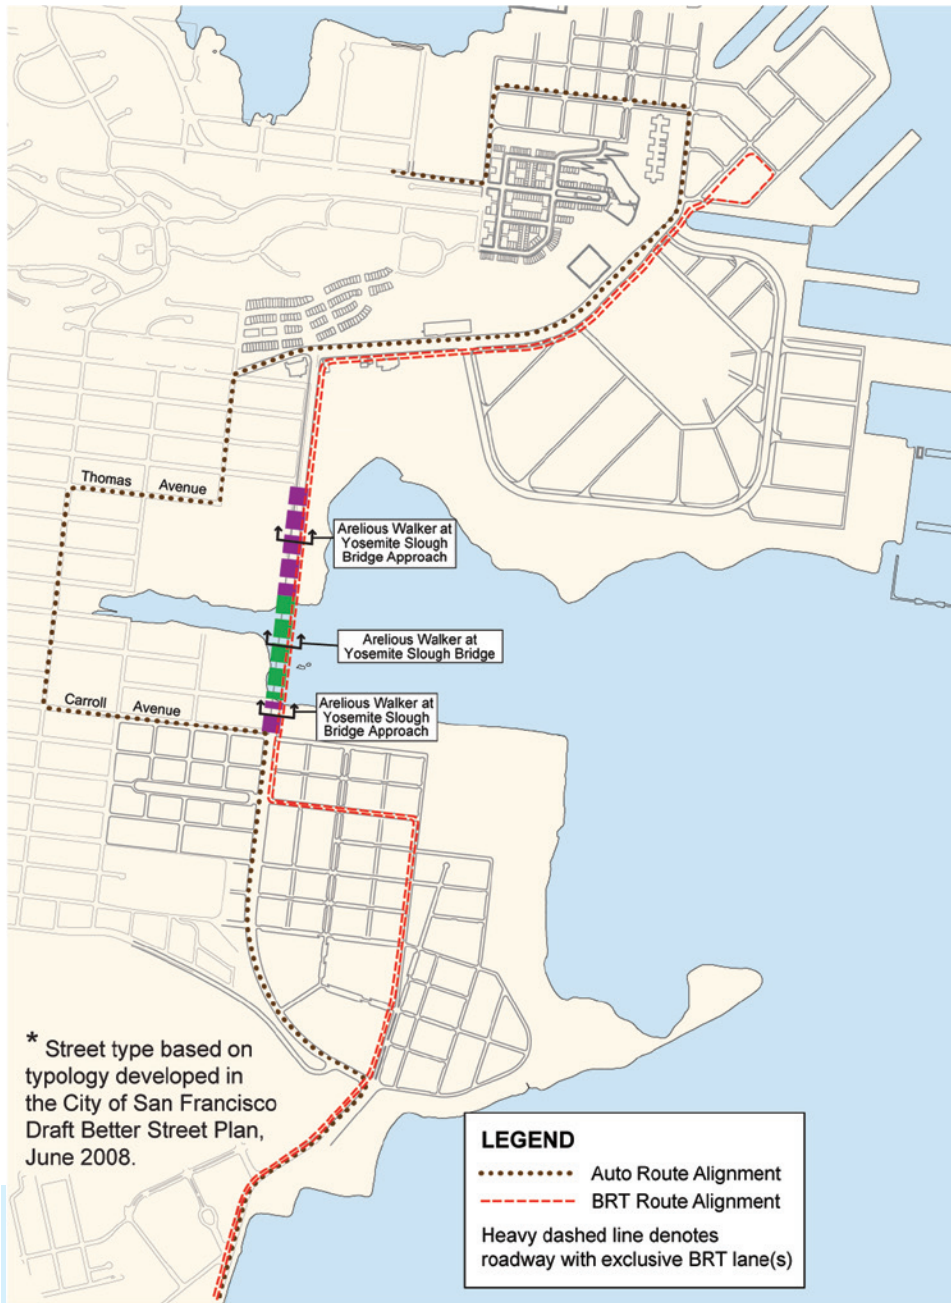 Thomas Avenue
Arelious Walker at
Yosemite Slough
Bridge Approach
Arelious Walker at
Yosemite Slough Bridge
Carroll Avenue
Arelious Walker at
Yosemite Slough
Bridge Approach
* Street type based on
typology developed in
the City of San Francisco
Draft Better Street Plan,
June 2008.
LEGEND
Auto Route Alignment
BRT Route Alignment
Heavy dashed line denotes
roadway with exclusive BRT lane(s)